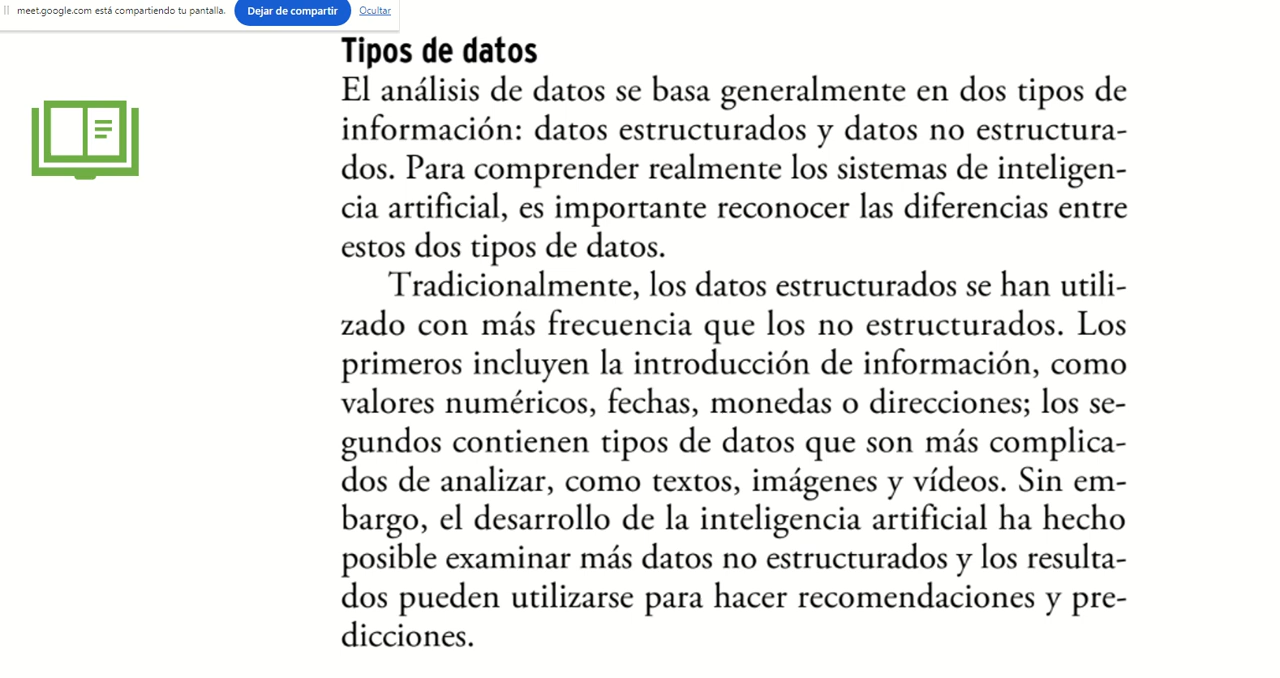 meet.google.com está compartiendo tu pantalla.
Dejar de compartir
Ocultar
Tipos de datos
El análisis de datos se basa generalmente en dos tipos de
información: datos estructurados y datos no estructura-
dos. Para comprender realmente los sistemas de inteligen-
cia artificial, es importante reconocer las diferencias entre
estos dos tipos de datos.
Tradicionalmente, los datos estructurados se han utili-
zado con más frecuencia que los no estructurados. Los
primeros incluyen la introducción de información, como
valores numéricos, fechas, monedas o direcciones; los se-
gundos contienen tipos de datos que son más complica-
dos de analizar, como textos, imágenes y vídeos. Sin em-
bargo, el desarrollo de la inteligencia artificial ha hecho
posible examinar más datos no estructurados y los resulta-
dos pueden utilizarse para hacer recomendaciones y pre-
dicciones.